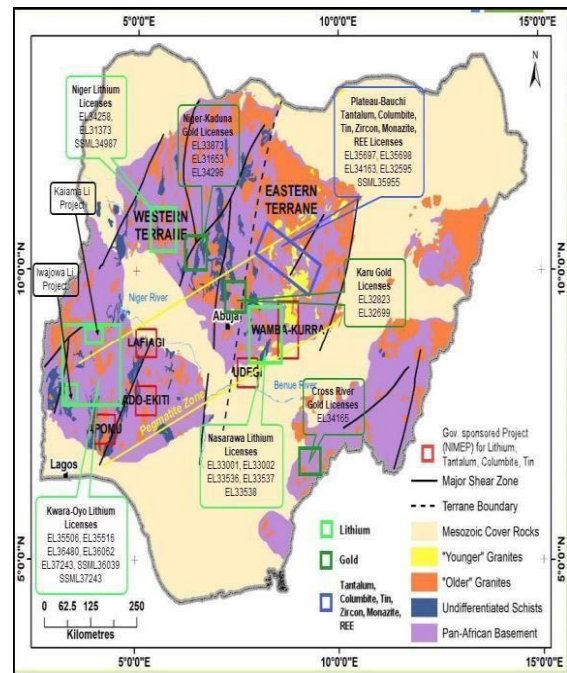 5°0'0"E
10°0'0"E
15°0'0"E
N
Niger Lithium
Licenses
EL34258,
EL31373
SSML34987
Niger-Kaduna
Gold Licenses
EL33873
EL31653
EL34296
Plateau-Bauchi
Tantalum,
Columbite,
Tin, Zircon, Monazite,
REE Licenses
EL35697, EL35698
EL34163, EL32595
SSML35955
Kaiama Li
Project
Iwajowa Li
Project
WESTERN
TERRANE
EASTERN
TERRANE
10°0'0"N
10°0'0"N
Karu Gold
Licenses
EL32823
EL32699
Niger River
Abuja
WAMBA-KURRA
LAFIAGI
UDEGI
Benue River
ADO-EKITI
Pegmatite Zone
APOMU
Lagos
Cross River
Gold Licenses
EL34165
Nasarawa Lithium
Licenses
EL33001, EL33002
EL33536, EL33537
EL33538
Kwara-Oyo Lithium
Licenses
EL35506, EL35516
EL36480, EL36062
EL37243, SSML36039
SSML37243
5°0'0"N
5°0'0"N
0 62.5 125 250
Kilometres
Lithium
Gold
Tantalum,
Columbite, Tin,
Zircon, Monazite,
REE
Gov. sponsored Project
(NIMEP) for Lithium,
Tantalum, Columbite, Tin
Major Shear Zone
Terrane Boundary
Mesozoic Cover Rocks
"Younger" Granites
"Older" Granites
Undifferentiated Schists
Pan-African Basement
5°0'0"E
10°0'0"E
15°0'0"E